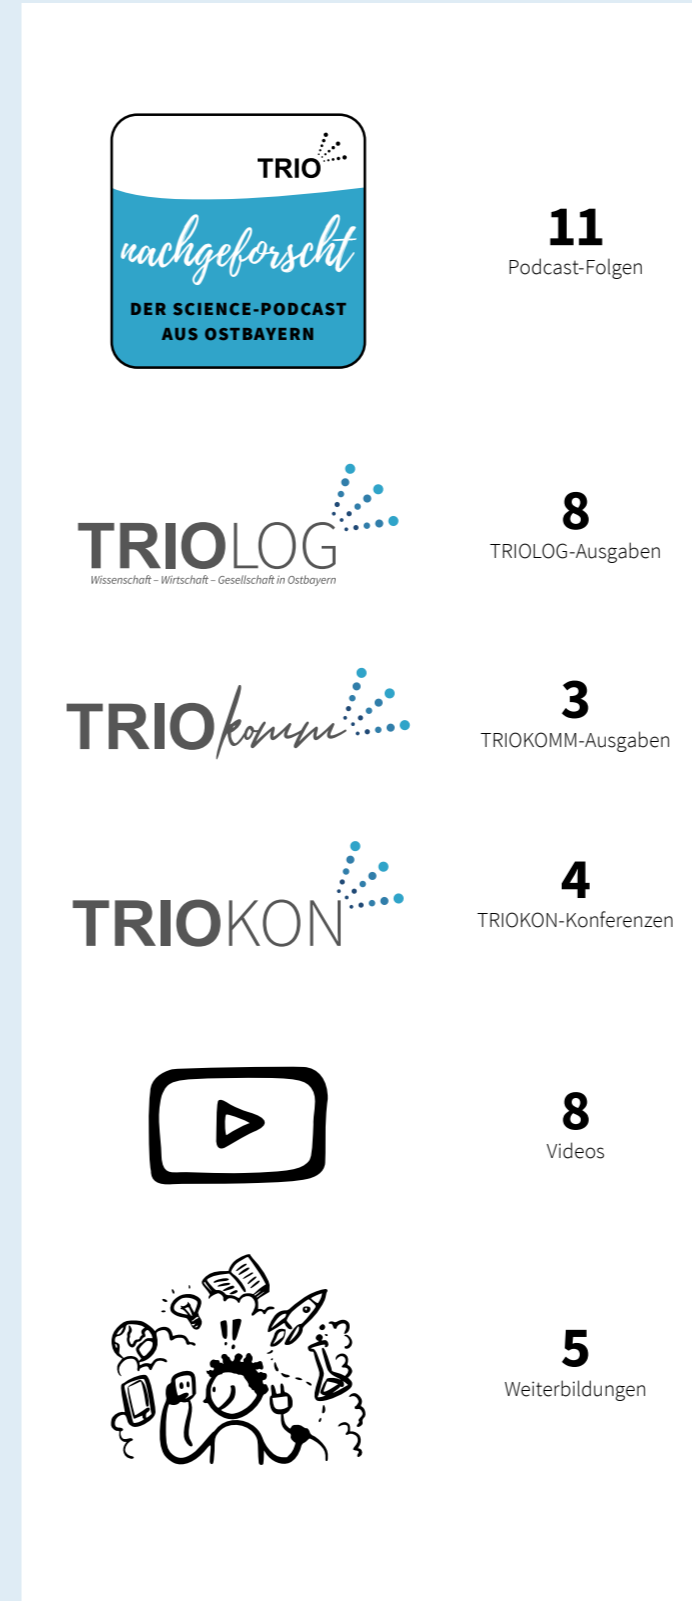 TRIO
nachgeforscht
DER SCIENCE-PODCAST
AUS OSTBAYERN
11
Podcast-Folgen
TRIOLOG
Wissenschaft – Wirtschaft – Gesellschaft in Ostbayern
8
TRIOLOG-Ausgaben
TRIOkomm
3
TRIOKOMM-Ausgaben
TRIOKON
4
TRIOKON-Konferenzen
8
Videos
!!
5
Weiterbildungen